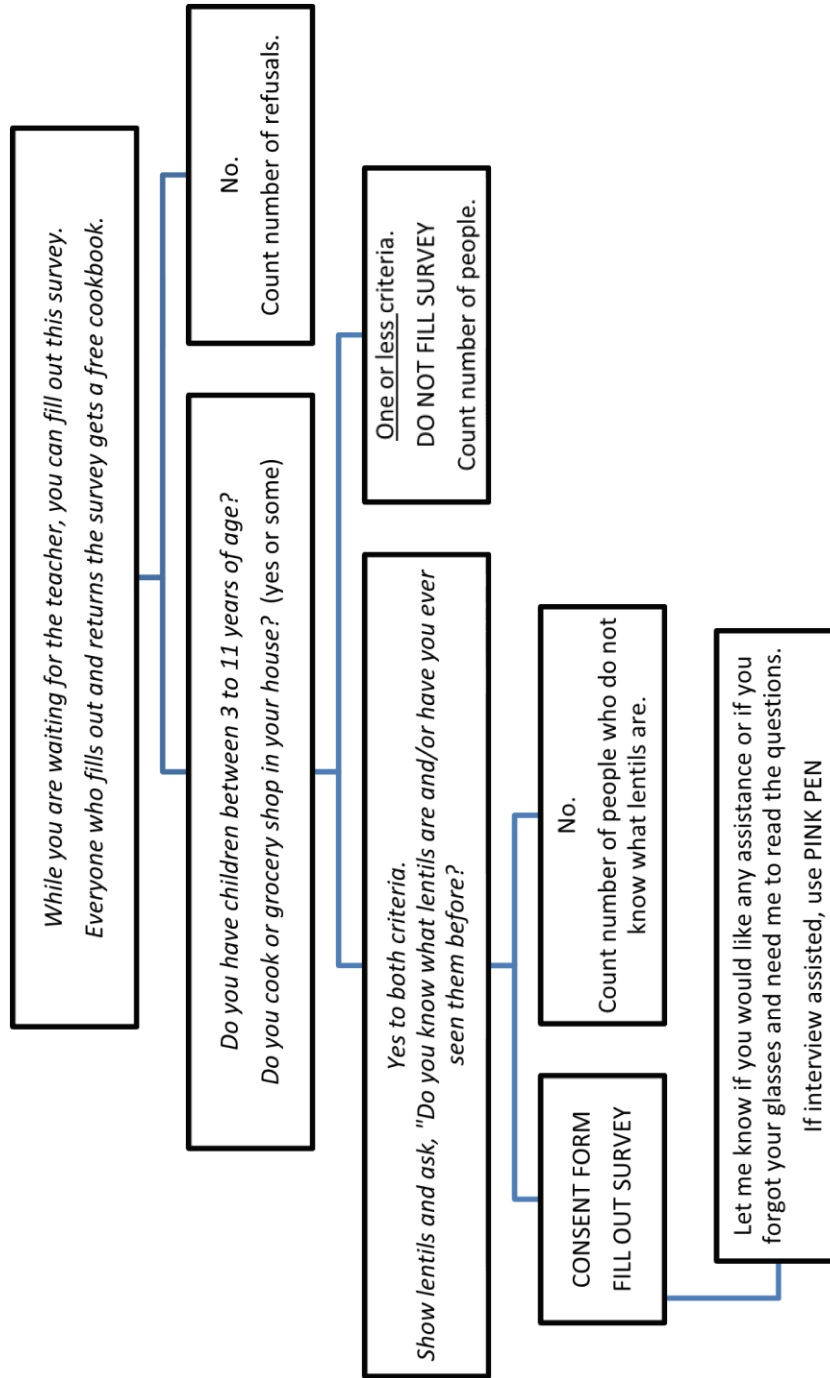 While you are waiting for the teacher, you can fill out this survey.
Everyone who fills out and returns the survey gets a free cookbook.
Do you have children between 3 to 11 years of age?
Do you cook or grocery shop in your house? (yes or some)
No.
Count number of refusals.
Yes to both criteria.
Show lentils and ask, "Do you know what lentils are and/or have you ever
seen them before?
One or less criteria.
DO NOT FILL SURVEY
Count number of people.
CONSENT FORM
FILL OUT SURVEY
No.
Count number of people who do not
know what lentils are.
Let me know if you would like any assistance or if you
forgot your glasses and need me to read the questions.
If interview assisted, use PINK PEN